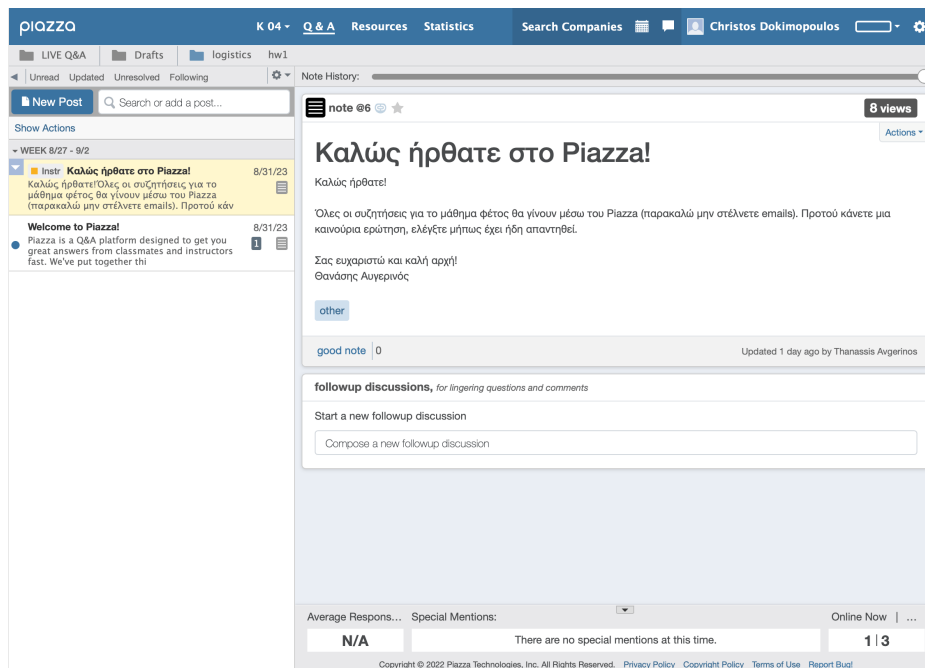 piazza
K 04
Q & A
Resources
Statistics
Search Companies
Christos Dokimopoulos
LIVE Q&A
Drafts
logistics
hw1
Unread Updated Unresolved Following
Note History:
New Post
Search or add a post...
Show Actions
WEEK 8/27 - 9/2
Instr Καλώς ήρθατε στο Piazza! 8/31/23
Καλώς ήρθατε!Όλες οι συζητήσεις για το
μάθημα φέτος θα γίνουν μέσω του Piazza
(παρακαλώ μην στέλνετε emails). Προτού κάν
Welcome to Piazza! 8/31/23
Piazza is a Q&A platform designed to get you
great answers from classmates and instructors
fast. We've put together thi
1
note @6
8 views
Actions
Καλώς ήρθατε στο Piazza!
Καλώς ήρθατε!
Όλες οι συζητήσεις για το μάθημα φέτος θα γίνουν μέσω του Piazza (παρακαλώ μην στέλνετε emails). Προτού κάνετε μια
καινούρια ερώτηση, ελέγξτε μήπως έχει ήδη απαντηθεί.
Σας ευχαριστώ και καλή αρχή!
Θανάσης Αυγερινός
other
good note 0
Updated 1 day ago by Thanassis Avgerinos
followup discussions, for lingering questions and comments
Start a new followup discussion
Compose a new followup discussion
Average Respons... Special Mentions: Online Now | ...
N/A There are no special mentions at this time. 1 | 3
Copyright © 2022 Piazza Technologies, Inc. All Rights Reserved. Privacy Policy Copyright Policy Terms of Use Report Bug!